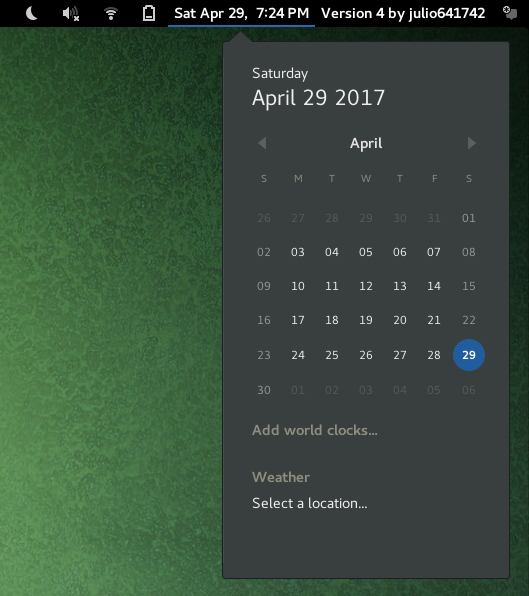 Sat Apr 29, 7:24 PM Version 4 by julio641742
Saturday
April 29 2017
April
S M T W T F S
26 27 28 29 30 31 01
02 03 04 05 06 07 08
09 10 11 12 13 14 15
16 17 18 19 20 21 22
23 24 25 26 27 28 29
30 01 02 03 04 05 06
Add world clocks...
Weather
Select a location...